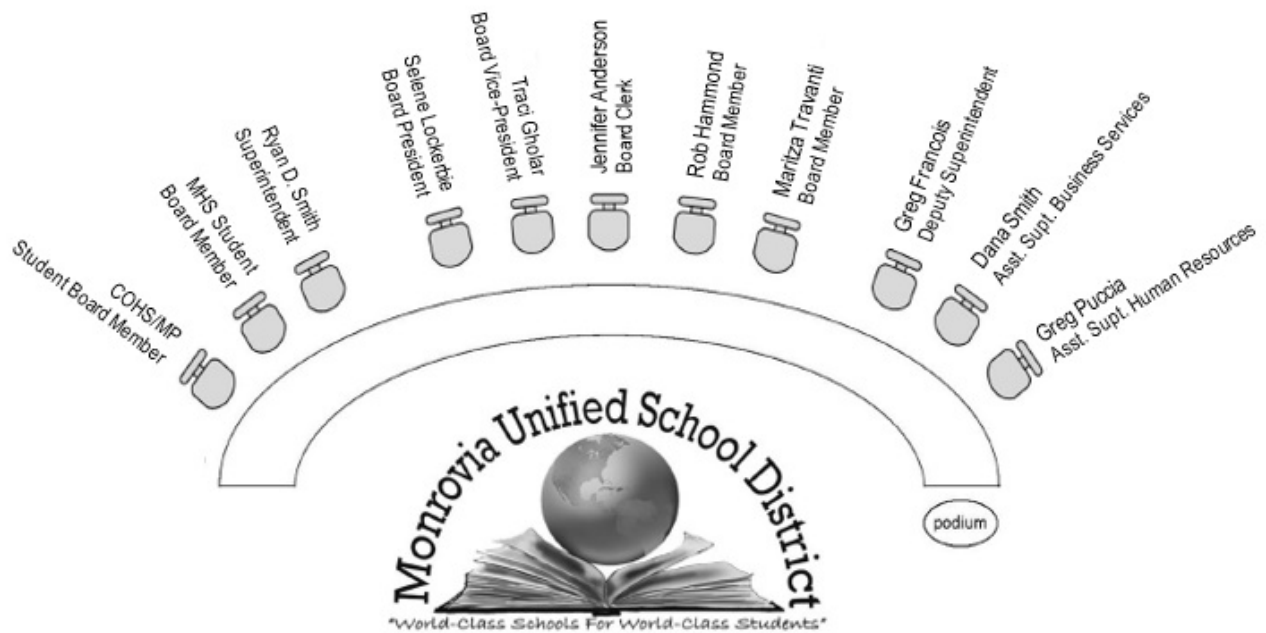 COHS/MP
Student Board Member
MHS Student
Board Member
Ryan D. Smith
Superintendent
Selene Lockerbie
Board President
Traci Gholar
Board Vice-President
Jennifer Anderson
Board Clerk
Rob Hammond
Board Member
Maritza Travanti
Board Member
Greg Francois
Deputy Superintendent
Dana Smith
Asst. Supt. Business Services
Greg Puccia
Asst. Supt. Human Resources
Monrovia Unified School District
podium
"World-Class Schools For World-Class Students"